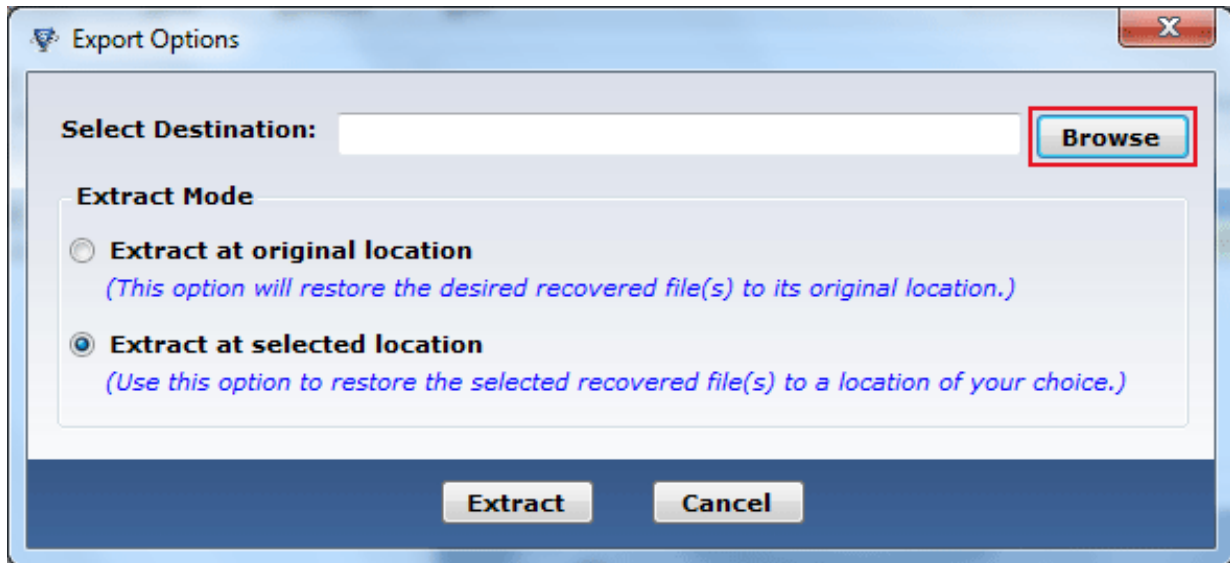 Export Options
Select Destination:
Browse
Extract Mode
Extract at original location
(This option will restore the desired recovered file(s) to its original location.)
Extract at selected location
(Use this option to restore the selected recovered file(s) to a location of your choice.)
Extract
Cancel